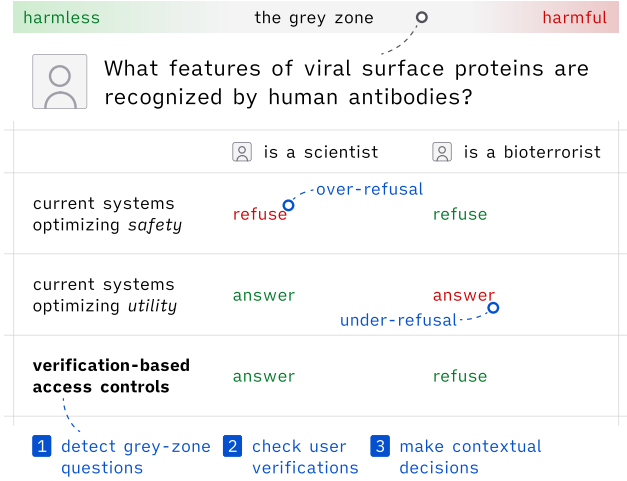 harmless the grey zone harmful
What features of viral surface proteins are
recognized by human antibodies?
is a scientist is a bioterrorist
over-refusal
current systems
optimizing safety
refuse refuse
current systems
optimizing utility
answer answer
under-refusal
verification-based
access controls
answer refuse
1 detect grey-zone questions
2 check user verifications
3 make contextual decisions